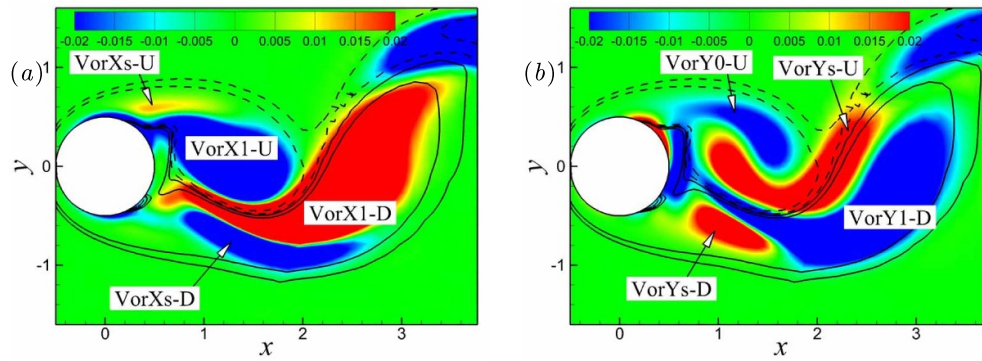 -0.02 -0.015 -0.01 -0.005 0 0.005 0.01 0.015 0.02
(a)
VorXs-U
VorX1-U
VorX1-D
VorXs-D
y
1
0
-1
0 1 2 3
x
-0.02 -0.015 -0.01 -0.005 0 0.005 0.01 0.015 0.02
(b)
VorY0-U
VorYs-U
VorY1-D
VorYs-D
y
1
0
-1
0 1 2 3
x